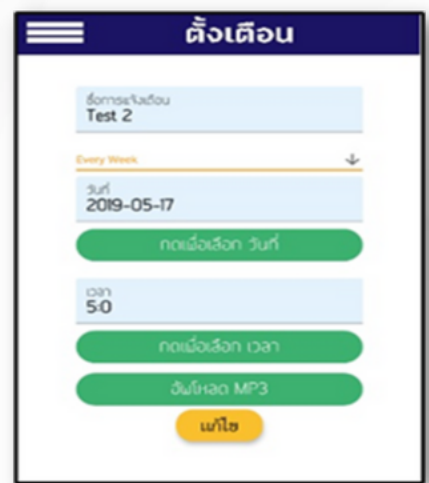 ตั้งเตือน
ชื่อการแจ้งเตือน
Test 2
Every Week
วันที่
2019-05-17
กดเพื่อเลือก วันที่
เวลา
5:0
กดเพื่อเลือก เวลา
อัพโหลด MP3
แก้ไข